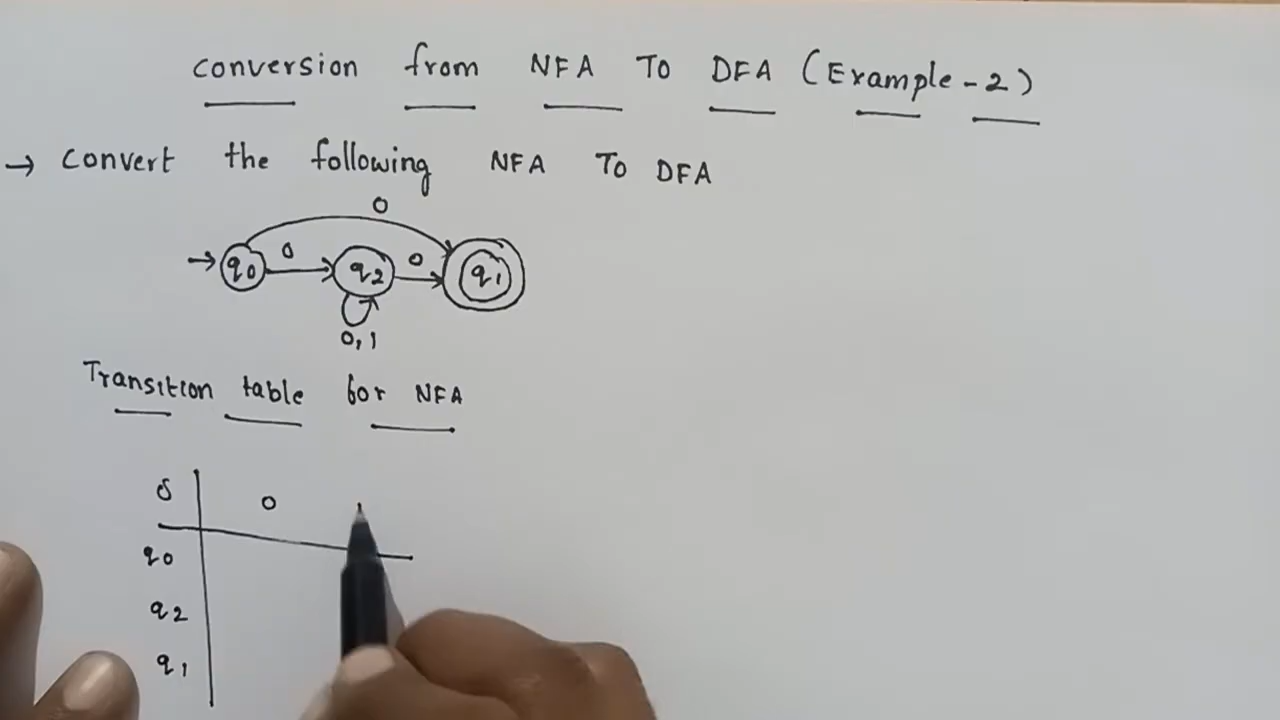 conversion from NFA TO DFA (Example-2)
→ convert the following NFA TO DFA
0
→ q0 0 q2 0 q1
0,1
Transition table for NFA
δ 0
q0
q2
q1